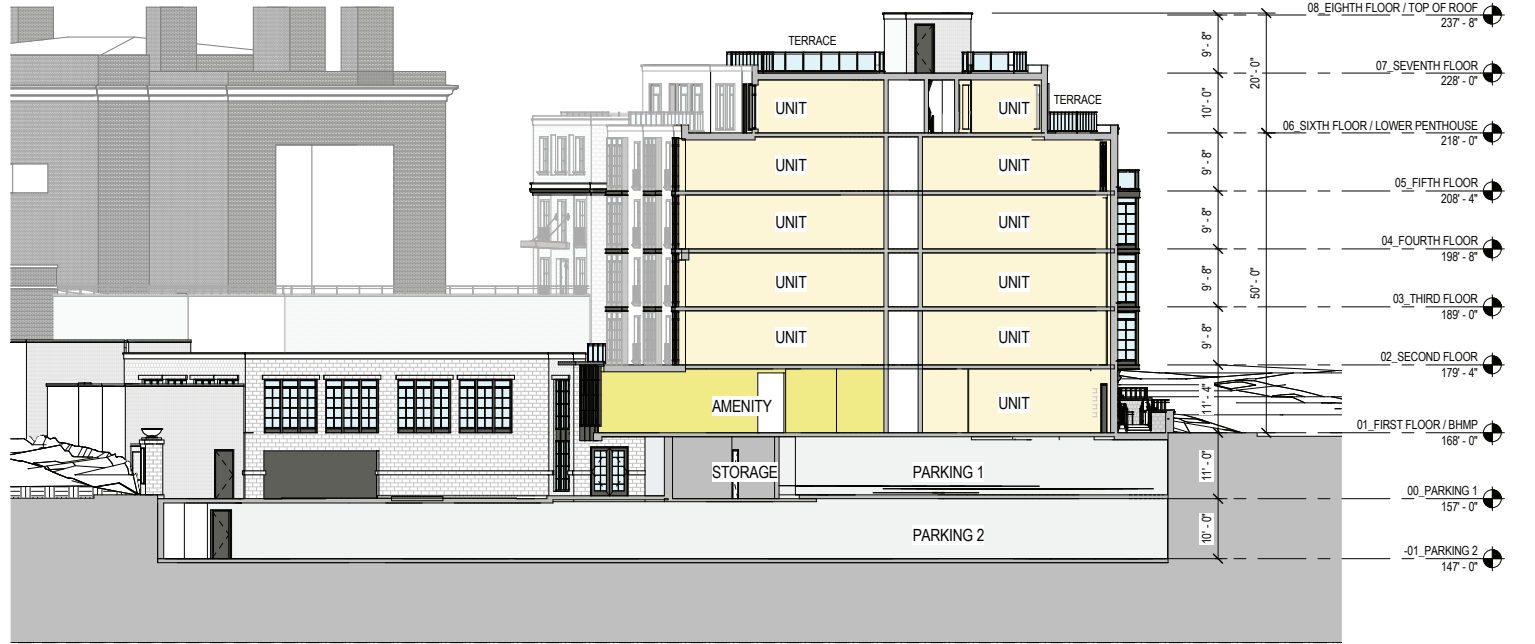 08_EIGHTH FLOOR / TOP OF ROOF
237' - 8"
TERRACE
9' - 8"
20' - 0"
07_SEVENTH FLOOR
228' - 0"
UNIT
UNIT
TERRACE
10' - 0"
06_SIXTH FLOOR / LOWER PENTHOUSE
218' - 0"
UNIT
UNIT
9' - 8"
05_FIFTH FLOOR
208' - 4"
UNIT
UNIT
9' - 8"
04_FOURTH FLOOR
198' - 8"
UNIT
UNIT
9' - 8"
50' - 0"
03_THIRD FLOOR
189' - 0"
UNIT
UNIT
9' - 8"
02_SECOND FLOOR
179' - 4"
AMENITY
UNIT
11' - 4"
01_FIRST FLOOR / BHMP
168' - 0"
STORAGE
PARKING 1
11' - 0"
00_PARKING 1
157' - 0"
PARKING 2
10' - 0"
-01_PARKING 2
147' - 0"